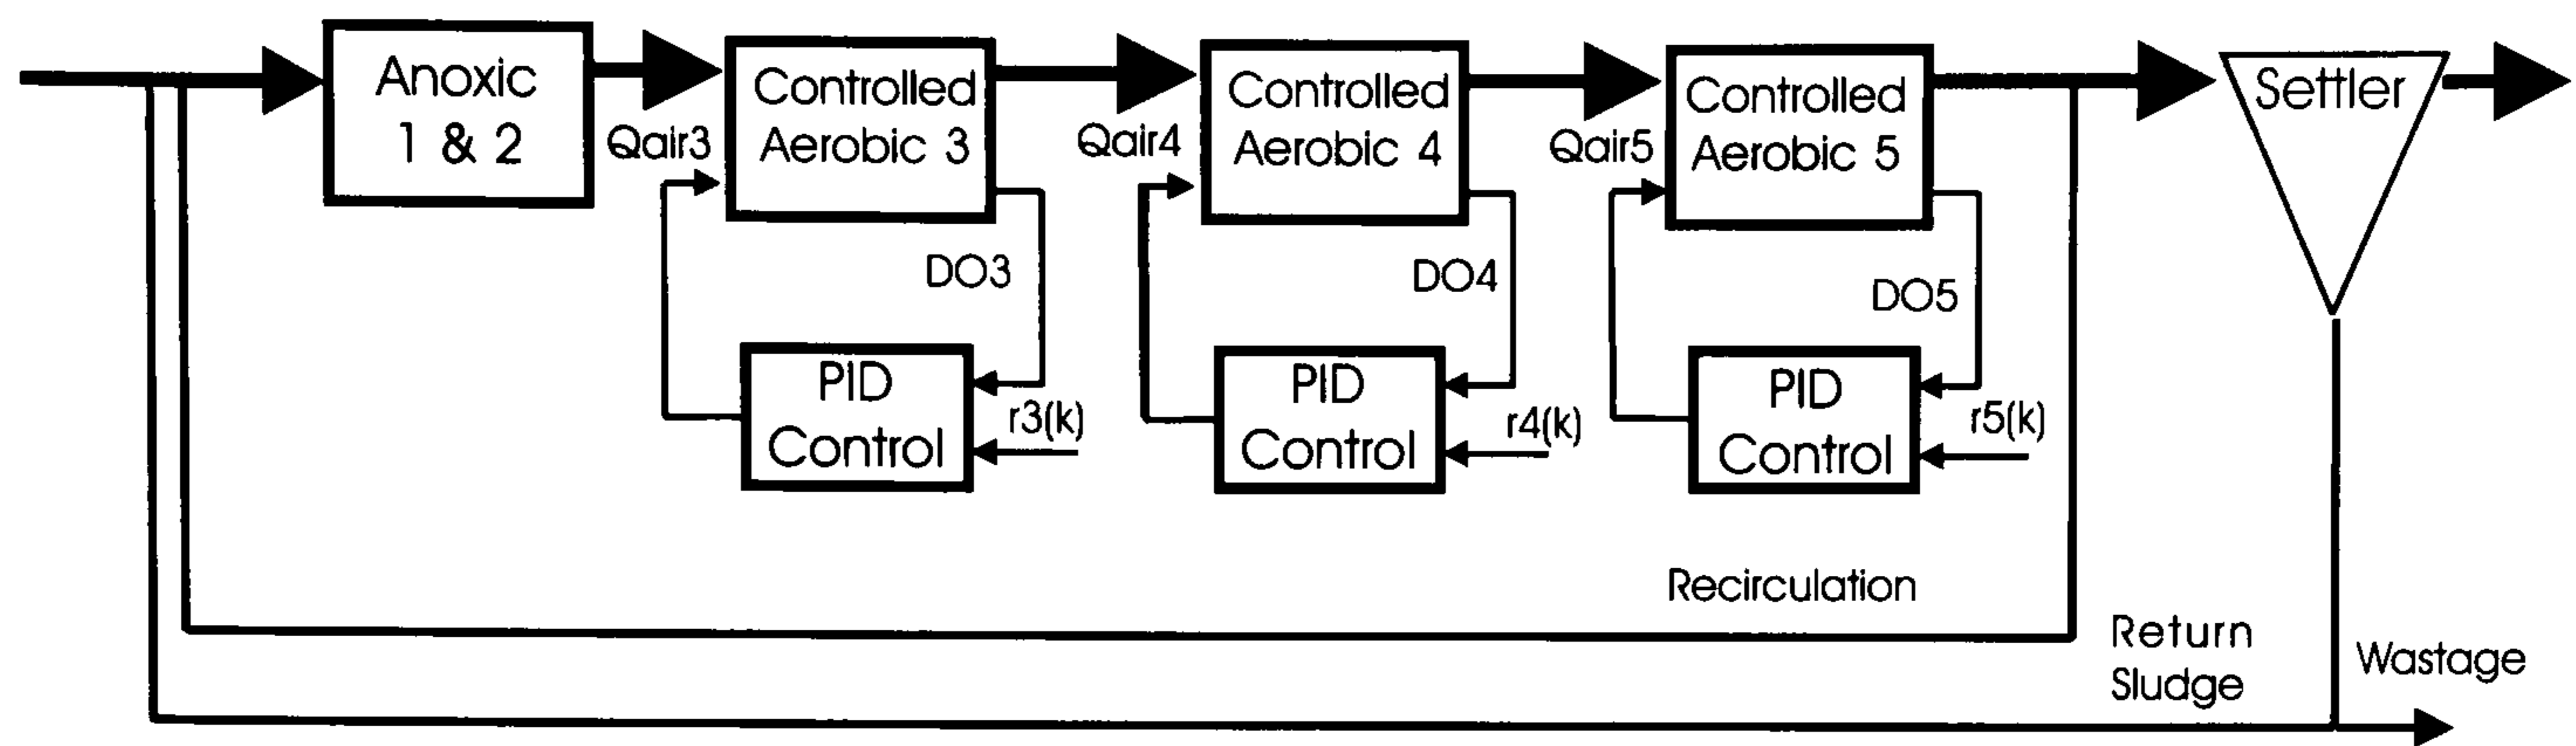 Anoxic
1 & 2
Qair3
Controlled
Aerobic 3
Qair4
Controlled
Aerobic 4
Qair5
Controlled
Aerobic 5
Settler
DO3
DO4
DO5
PID
Control
r3(k)
PID
Control
r4(k)
PID
Control
r5(k)
Recirculation
Return
Sludge
Wastage